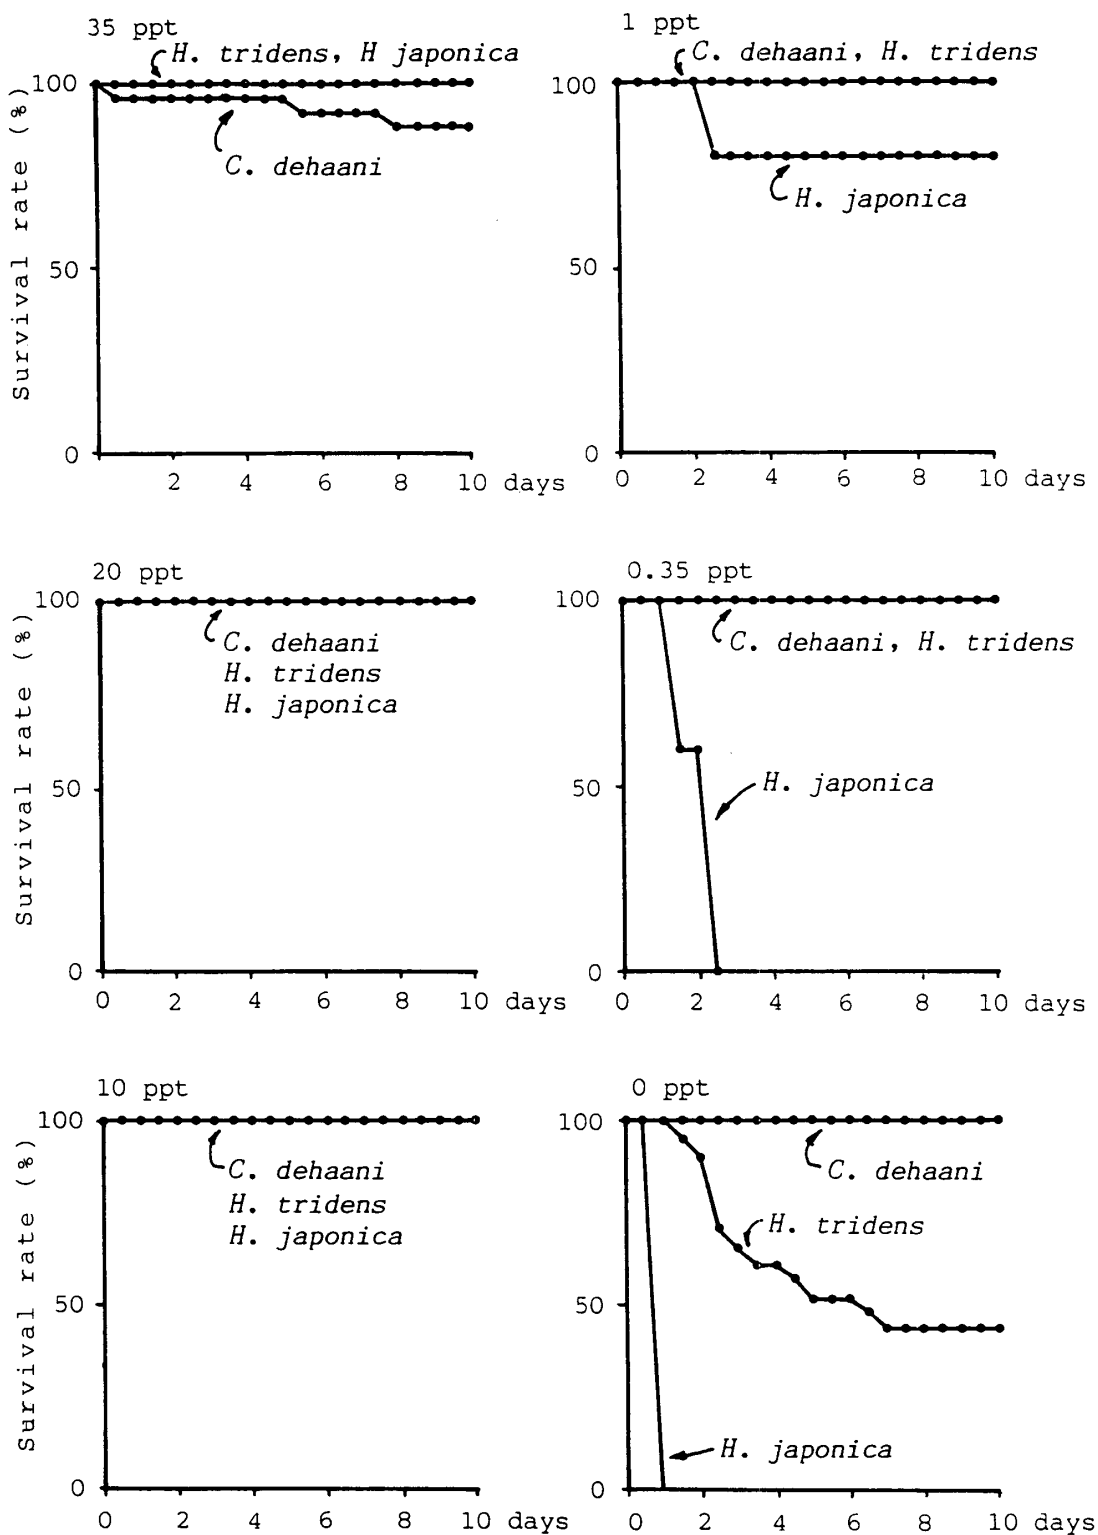 35 ppt
H. tridens, H japonica
100
C. dehaani
50
0
2 4 6 8 10 days
Survival rate (%)
1 ppt
C. dehaani, H. tridens
100
H. japonica
50
0
0 2 4 6 8 10 days
20 ppt
100
C. dehaani
H. tridens
H. japonica
50
0
0 2 4 6 8 10 days
Survival rate (%)
0.35 ppt
100
C. dehaani, H. tridens
H. japonica
50
0
0 2 4 6 8 10 days
10 ppt
100
C. dehaani
H. tridens
H. japonica
50
0
0 2 4 6 8 10 days
Survival rate (%)
0 ppt
100
C. dehaani
H. tridens
50
H. japonica
0
0 2 4 6 8 10 days